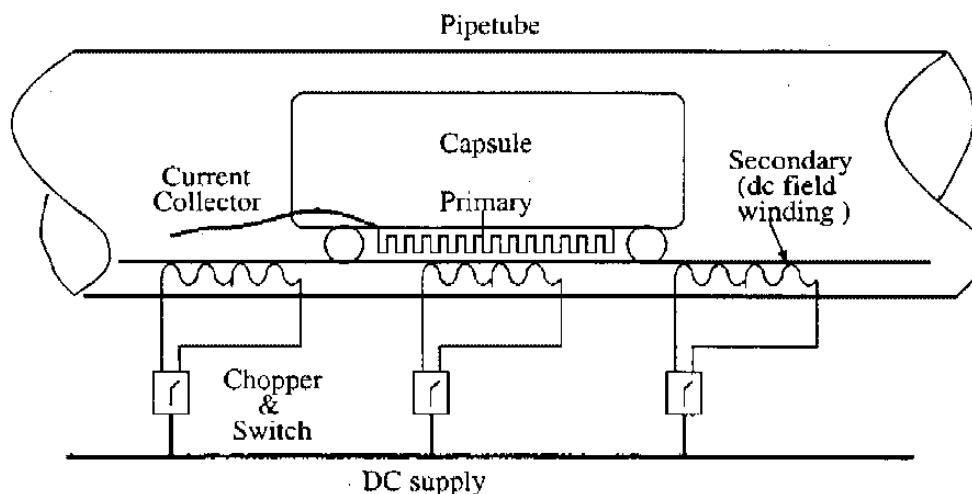 Pipetube
Capsule
Current
Collector
Primary
Secondary
(dc field
winding )
Chopper
&
Switch
DC supply